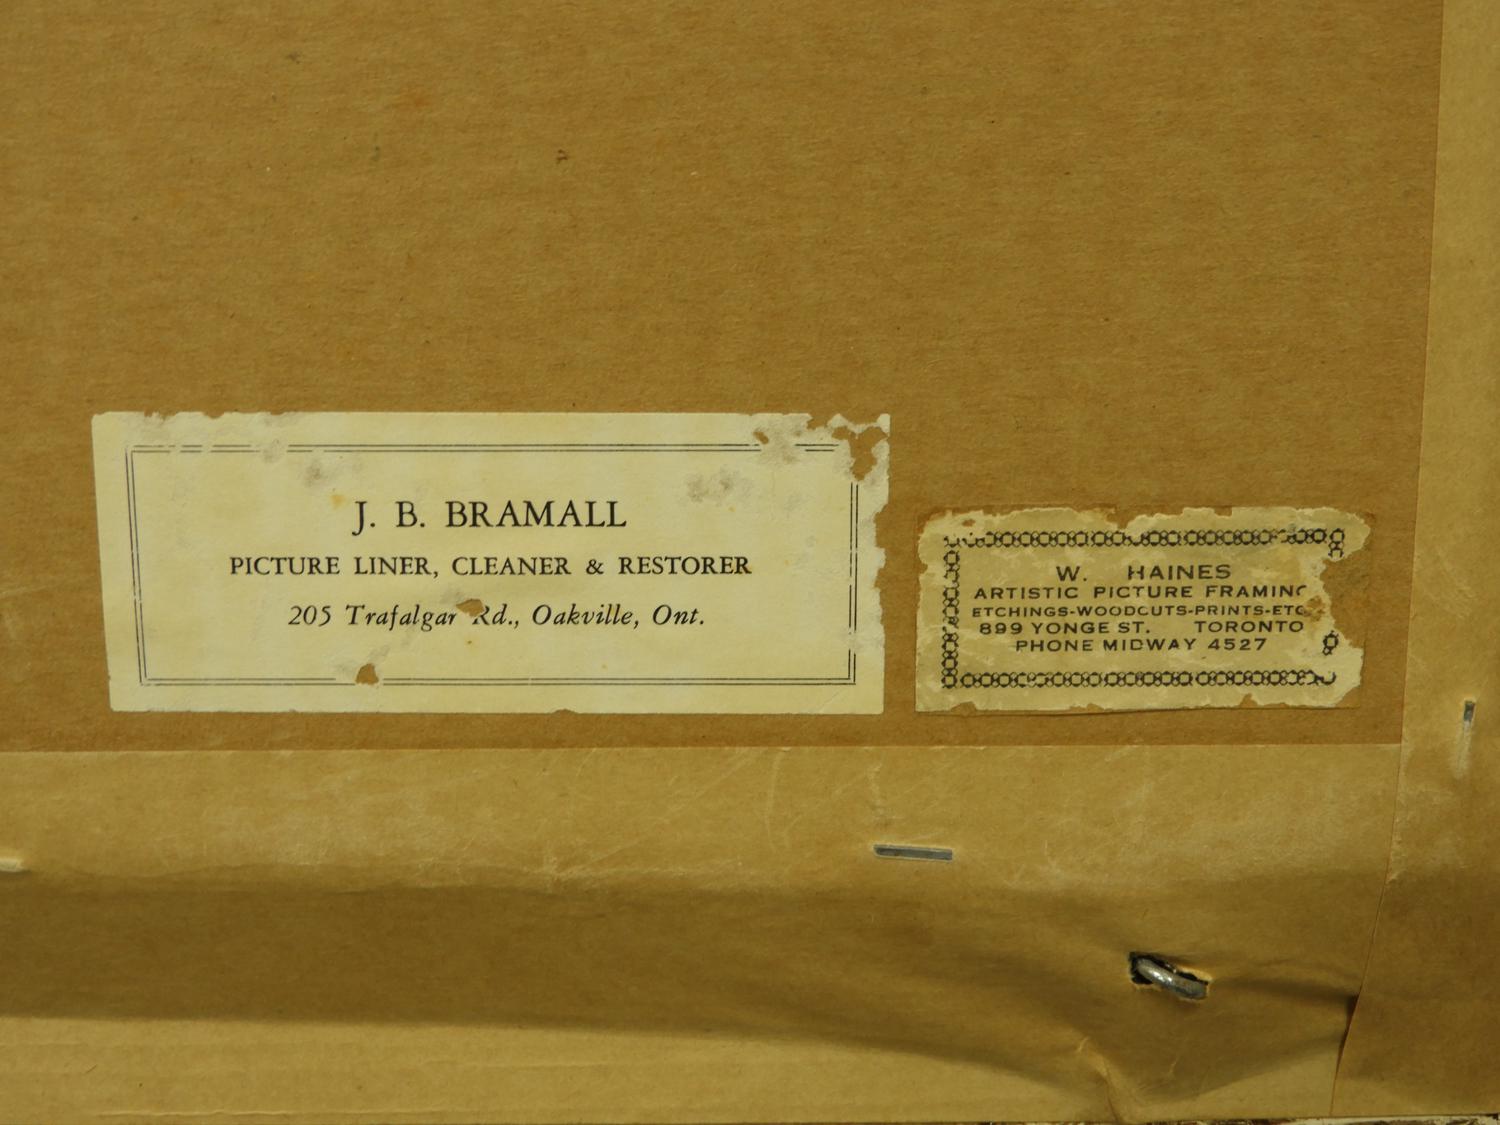 J. B. BRAMALL
PICTURE LINER, CLEANER & RESTORER
205 Trafalgar Rd., Oakville, Ont.
W. HAINES
ARTISTIC PICTURE FRAMING
ETCHINGS-WOODCUTS-PRINTS-ETC.
899 YONGE ST. TORONTO
PHONE MIDWAY 4527